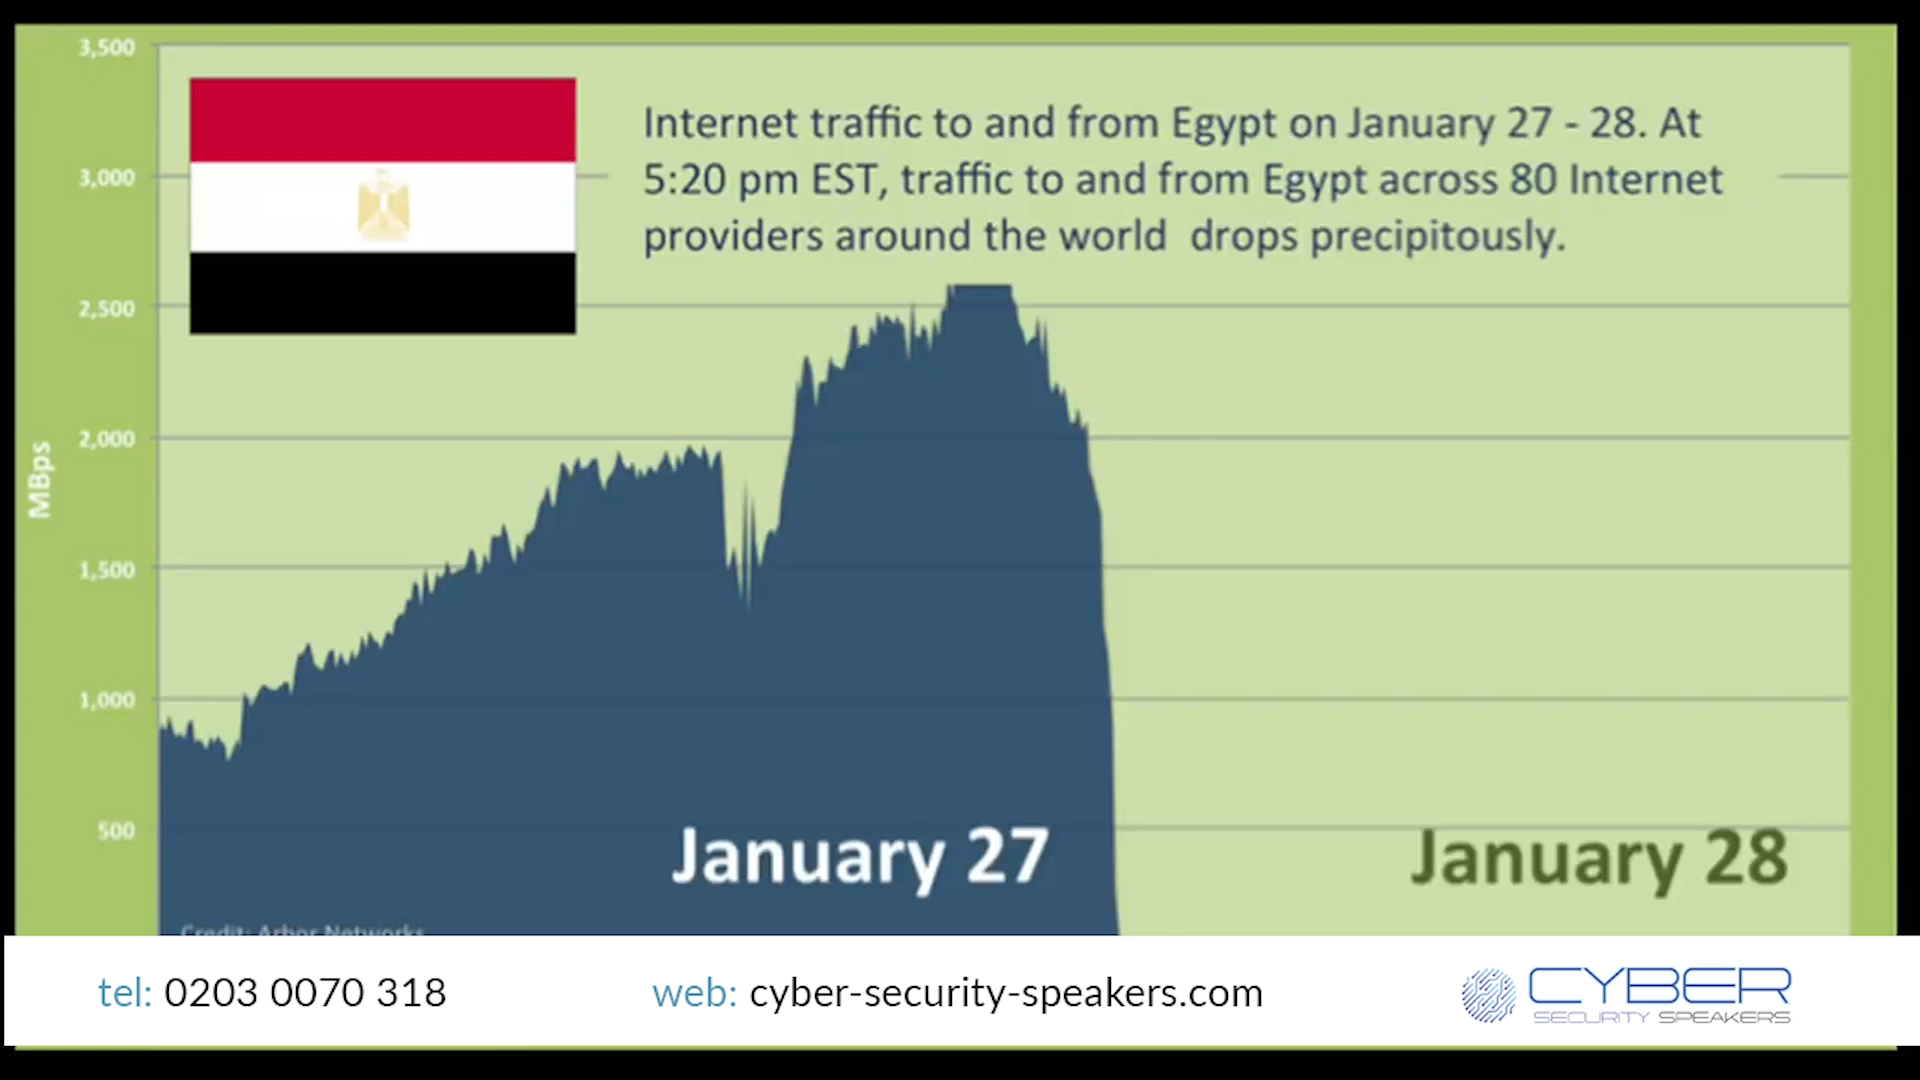 3,500
Internet traffic to and from Egypt on January 27 - 28. At
5:20 pm EST, traffic to and from Egypt across 80 Internet
providers around the world drops precipitously.
3,000
2,500
2,000
MBps
1,500
1,000
500
January 27
January 28
Credit: Arbor Networks
tel: 0203 0070 318
web: cyber-security-speakers.com
CYBER
SECURITY SPEAKERS